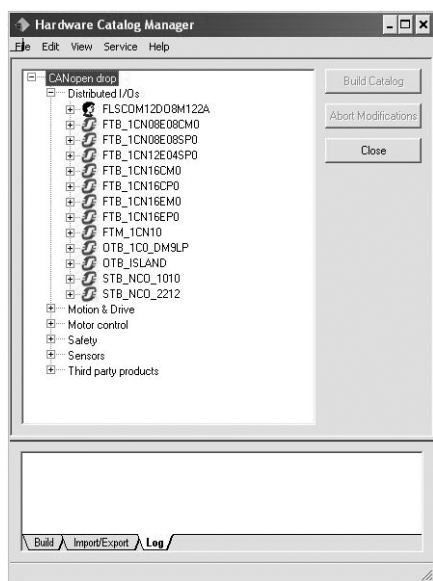 Hardware Catalog Manager
File Edit View Service Help
CANopen drop
Distributed I/Os
FLSCOM12DO8M122A
FTB_1CN08E08CM0
FTB_1CN08E08SP0
FTB_1CN12E04SP0
FTB_1CN16CM0
FTB_1CN16CP0
FTB_1CN16EM0
FTB_1CN16EP0
FTM_1CN10
OTB_1C0_DM9LP
OTB_ISLAND
STB_NCO_1010
STB_NCO_2212
Motion & Drive
Motor control
Safety
Sensors
Third party products
Build Catalog
Abort Modifications
Close
Build Import/Export Log